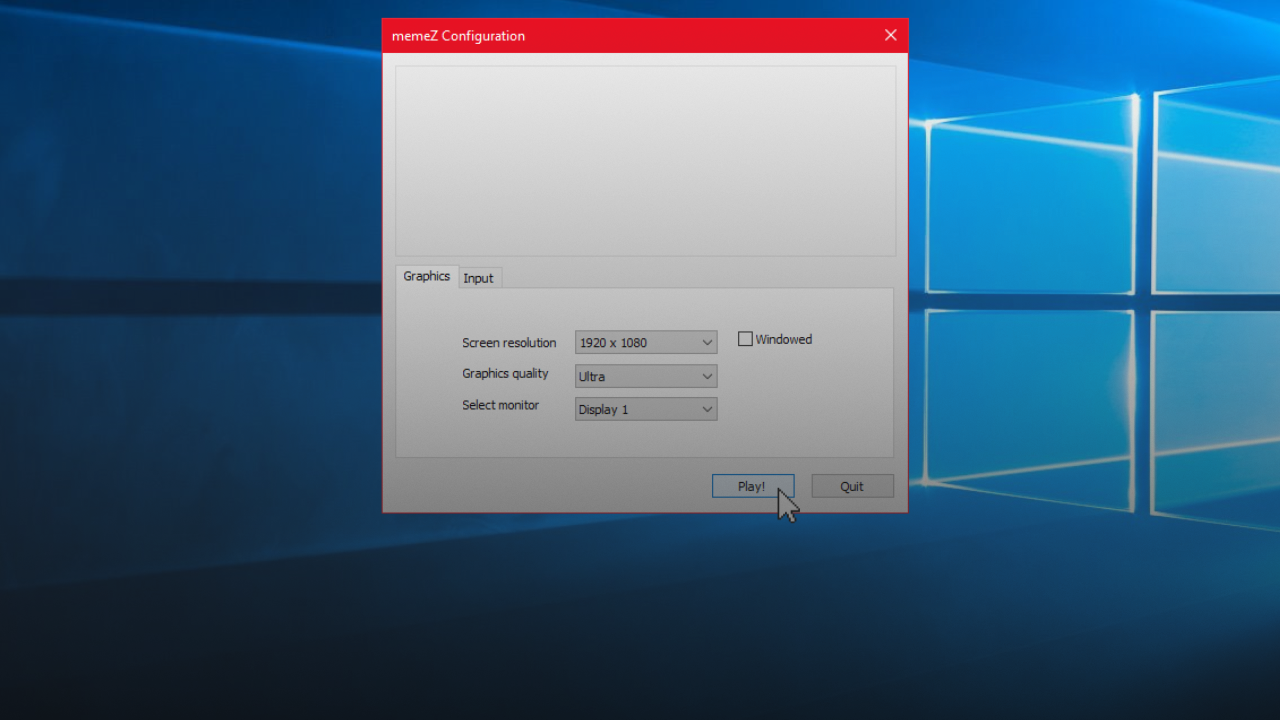 memeZ Configuration
Graphics
Input
Screen resolution
1920 x 1080
Windowed
Graphics quality
Ultra
Select monitor
Display 1
Play!
Quit